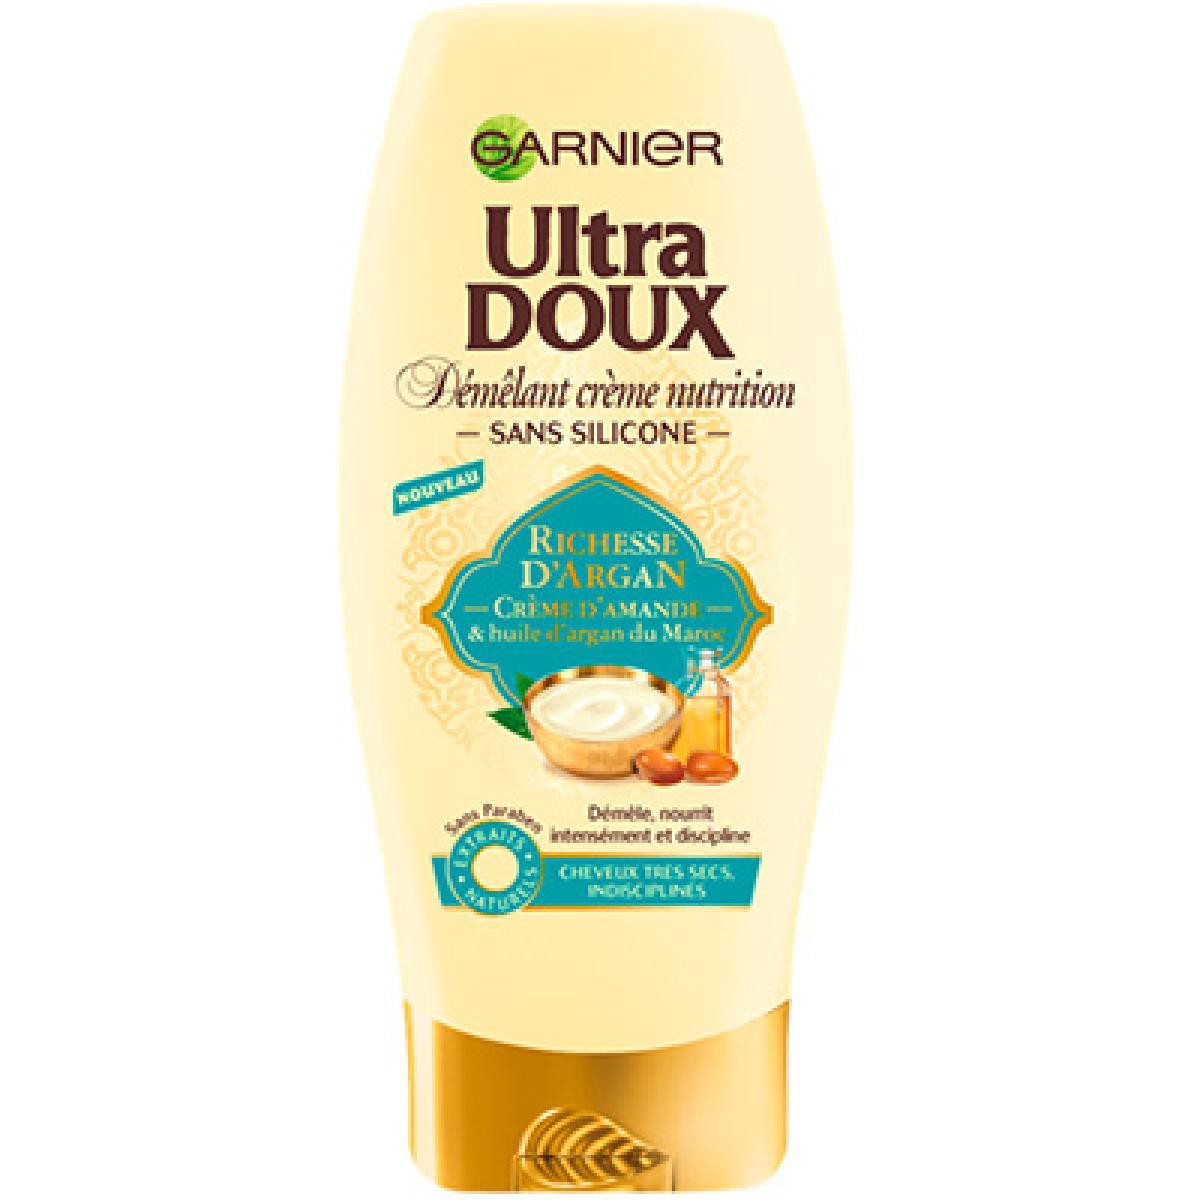 GARNIER
Ultra
DOUX
Démêlant crème nutrition
— SANS SILICONE —
NOUVEAU
RICHESSE
D'ARGAN
— CRÈME D'AMANDE —
& huile d'argan du Maroc
Sans Paraben
EXTRAITS • NATURELS •
Démêle, nourrit
intensément et discipline
CHEVEUX TRÈS SECS,
INDISCIPLINÉS